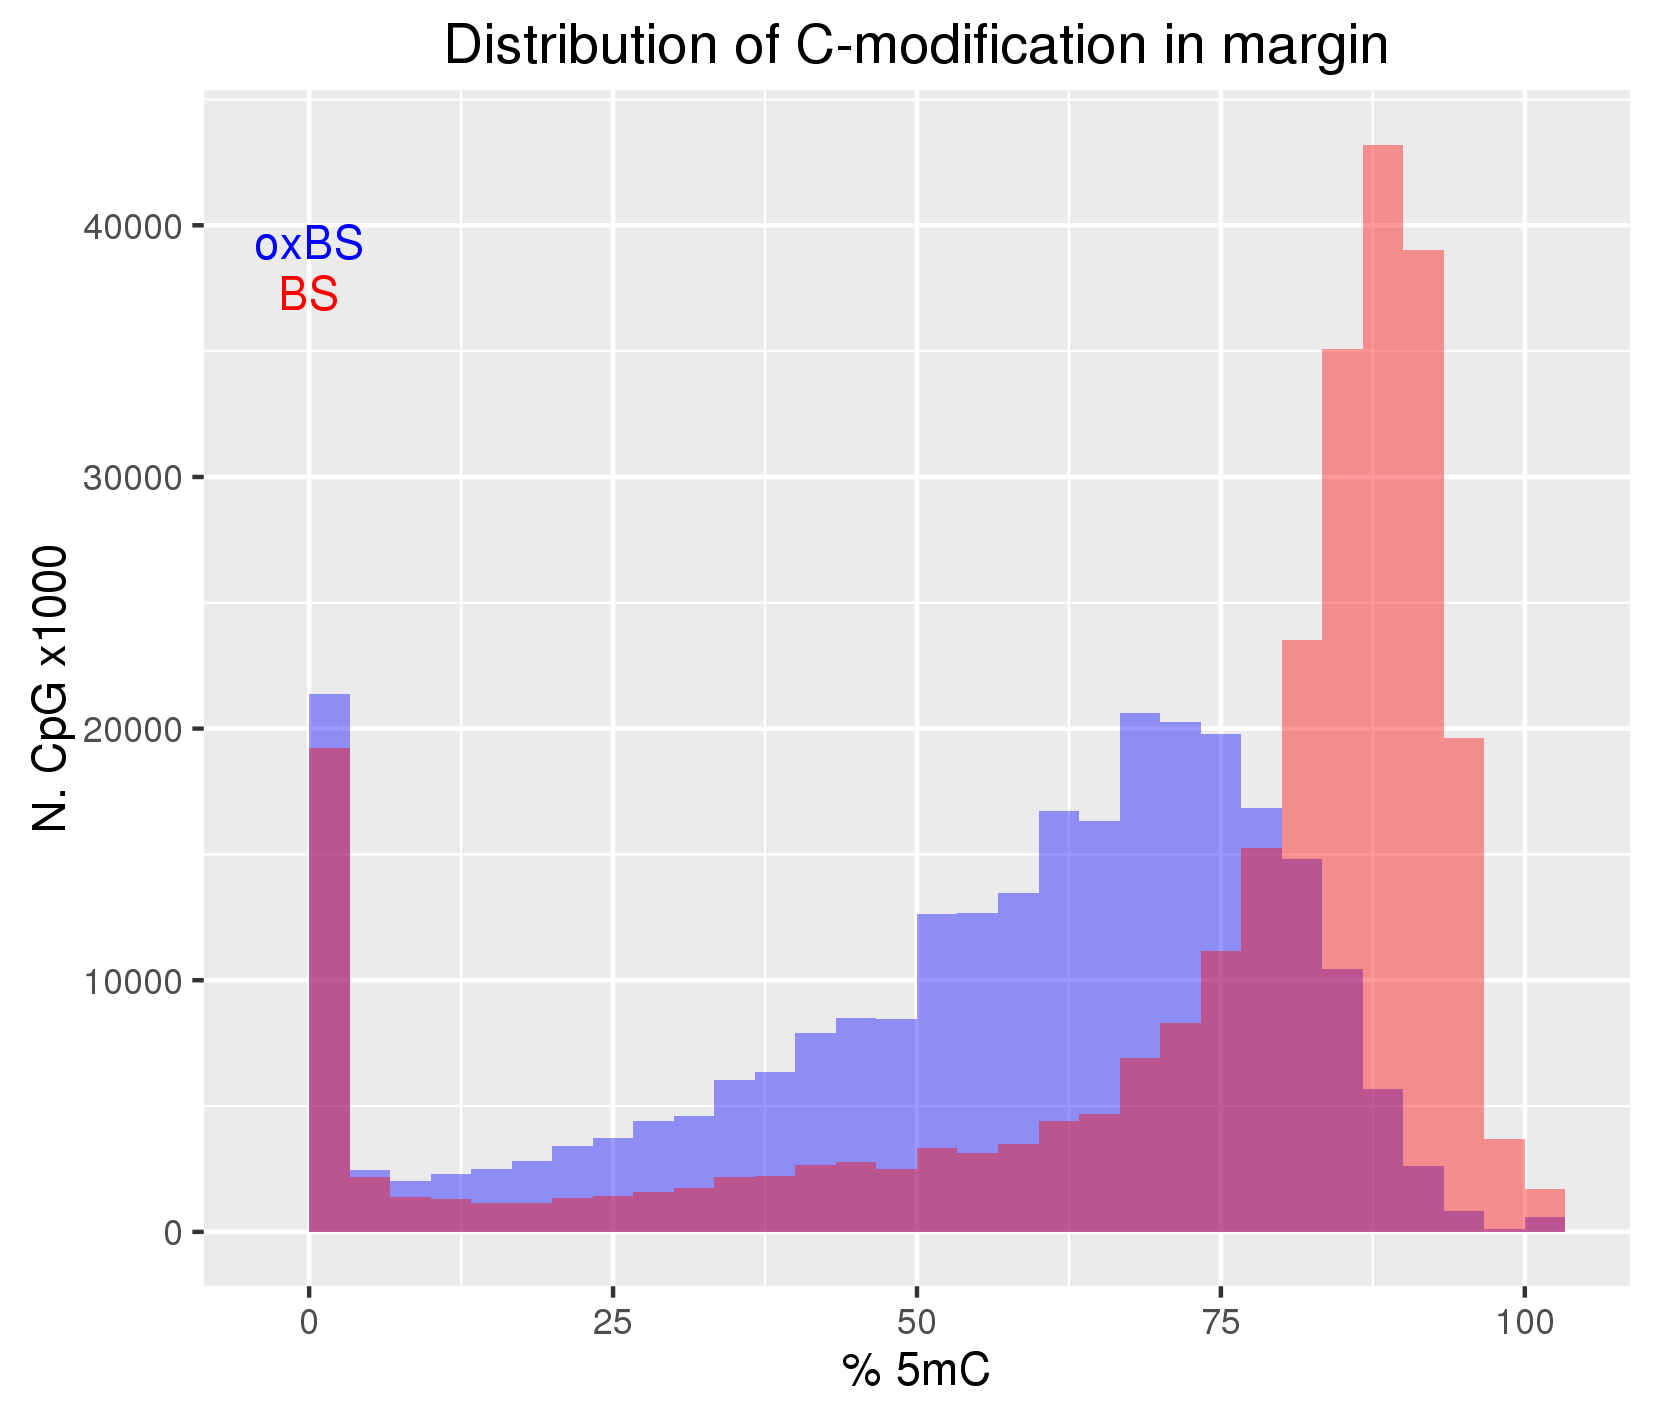 Distribution of C-modification in margin
oxBS
BS
N. CpG x1000
40000
30000
20000
10000
0
0 25 50 75 100
% 5mC